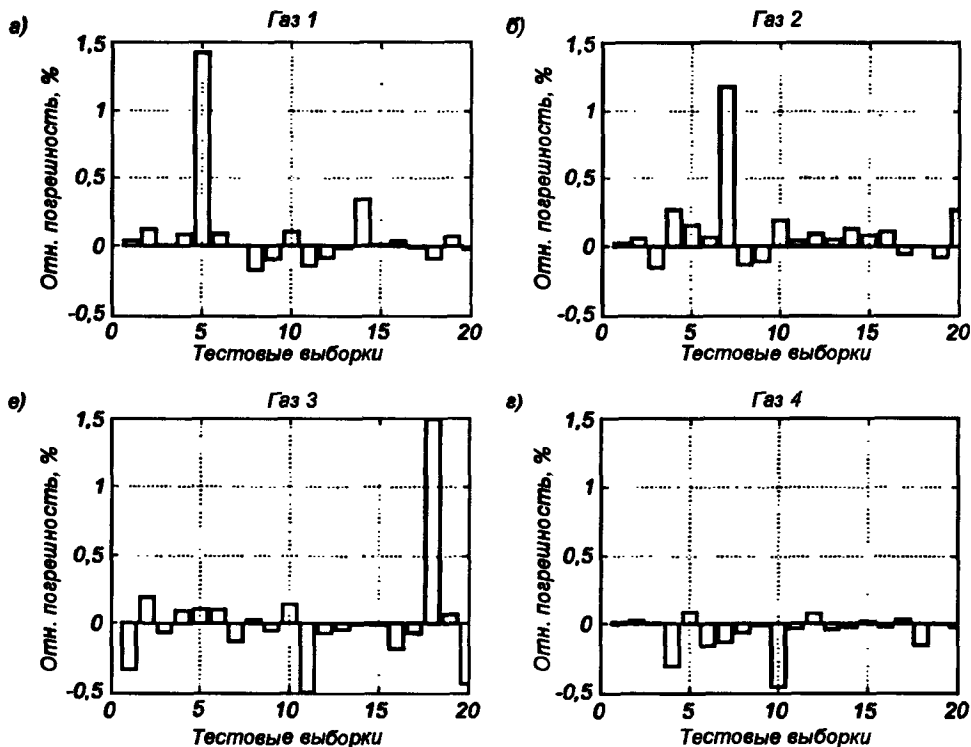 а) Газ 1
Отн. погрешность, %
1,5
1
0,5
0
-0,5
0 5 10 15 20
Тестовые выборки
б) Газ 2
Отн. погрешность, %
1,5
1
0,5
0
-0,5
0 5 10 15 20
Тестовые выборки
е) Газ 3
Отн. погрешность, %
1,5
1
0,5
0
-0,5
0 5 10 15 20
Тестовые выборки
г) Газ 4
Отн. погрешность, %
1,5
1
0,5
0
-0,5
0 5 10 15 20
Тестовые выборки